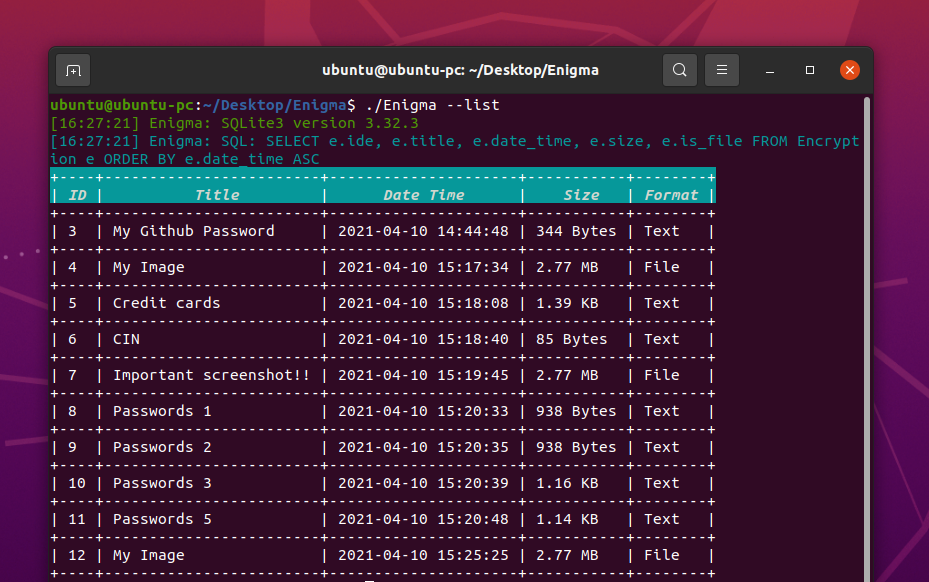 ubuntu@ubuntu-pc: ~/Desktop/Enigma
ubuntu@ubuntu-pc:~/Desktop/Enigma$ ./Enigma --list
[16:27:21] Enigma: SQLite3 version 3.32.3
[16:27:21] Enigma: SQL: SELECT e.ide, e.title, e.date_time, e.size, e.is_file FROM Encrypt
ion e ORDER BY e.date_time ASC
+----+------------------------+---------------------+------------+--------+
| ID |          Title         |      Date Time      |    Size    | Format |
+----+------------------------+---------------------+------------+--------+
| 3  | My Github Password     | 2021-04-10 14:44:48 | 344 Bytes  | Text   |
+----+------------------------+---------------------+------------+--------+
| 4  | My Image               | 2021-04-10 15:17:34 | 2.77 MB    | File   |
+----+------------------------+---------------------+------------+--------+
| 5  | Credit cards           | 2021-04-10 15:18:08 | 1.39 KB    | Text   |
+----+------------------------+---------------------+------------+--------+
| 6  | CIN                    | 2021-04-10 15:18:40 | 85 Bytes   | Text   |
+----+------------------------+---------------------+------------+--------+
| 7  | Important screenshot!! | 2021-04-10 15:19:45 | 2.77 MB    | File   |
+----+------------------------+---------------------+------------+--------+
| 8  | Passwords 1            | 2021-04-10 15:20:33 | 938 Bytes  | Text   |
+----+------------------------+---------------------+------------+--------+
| 9  | Passwords 2            | 2021-04-10 15:20:35 | 938 Bytes  | Text   |
+----+------------------------+---------------------+------------+--------+
| 10 | Passwords 3            | 2021-04-10 15:20:39 | 1.16 KB    | Text   |
+----+------------------------+---------------------+------------+--------+
| 11 | Passwords 5            | 2021-04-10 15:20:48 | 1.14 KB    | Text   |
+----+------------------------+---------------------+------------+--------+
| 12 | My Image               | 2021-04-10 15:25:25 | 2.77 MB    | File   |
+----+------------------------+---------------------+------------+--------+